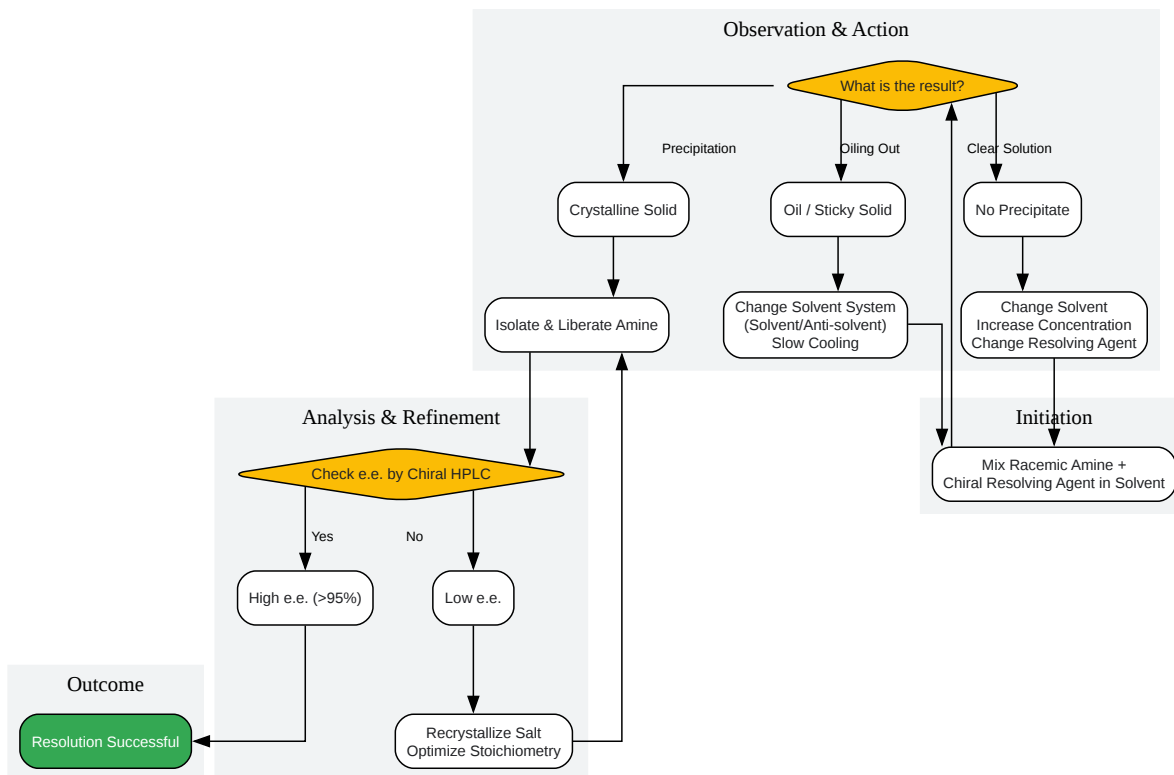 Observation & Action
What is the result?
Precipitation
Oiling Out
Clear Solution
Crystalline Solid
Oil / Sticky Solid
No Precipitate
Isolate & Liberate Amine
Change Solvent System
(Solvent/Anti-solvent)
Slow Cooling
Change Solvent
Increase Concentration
Change Resolving Agent
Analysis & Refinement
Initiation
Check e.e. by Chiral HPLC
Mix Racemic Amine +
Chiral Resolving Agent in Solvent
Yes
No
High e.e. (>95%)
Low e.e.
Outcome
Resolution Successful
Recrystallize Salt
Optimize Stoichiometry